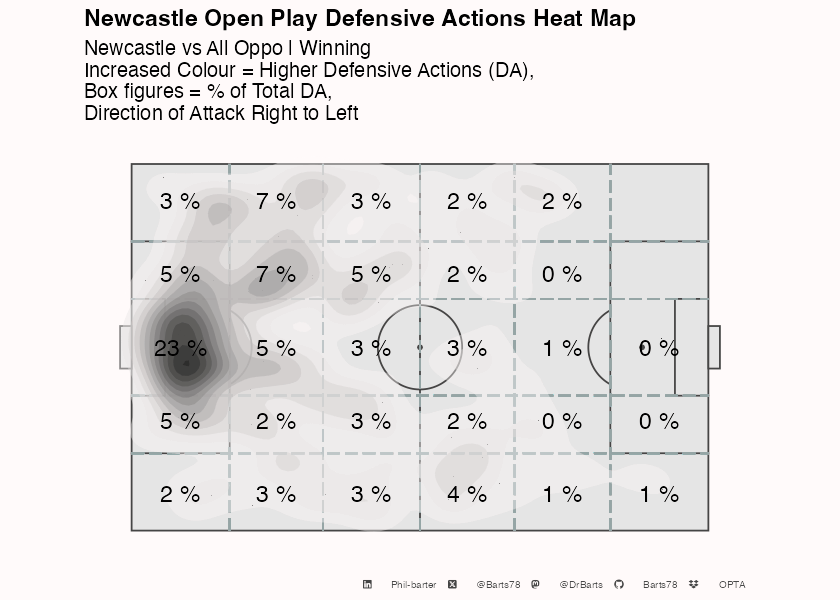 Newcastle Open Play Defensive Actions Heat Map
Newcastle vs All Oppo | Winning
Increased Colour = Higher Defensive Actions (DA),
Box figures = % of Total DA,
Direction of Attack Right to Left
3 % 7 % 3 % 2 % 2 %
5 % 7 % 5 % 2 % 0 %
23 % 5 % 3 % 3 % 1 % 0 %
5 % 2 % 3 % 2 % 0 % 0 %
2 % 3 % 3 % 4 % 1 % 1 %
Phil-barter @Barts78 @DrBarts Barts78 OPTA